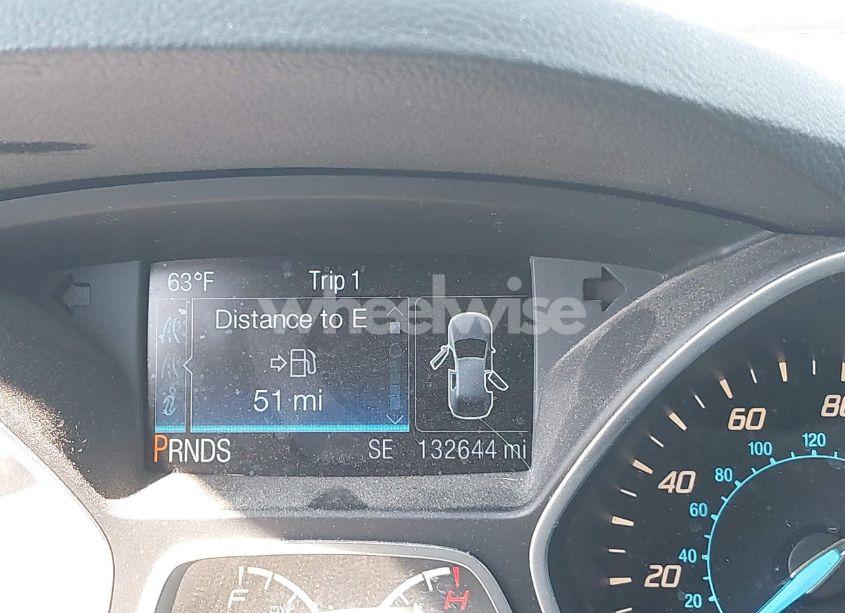 63°F Trip 1
wheelwise
Distance to E
51 mi
PRNDS SE 132644 mi
F H
20 40 60 80
20 40 60 80 100 120